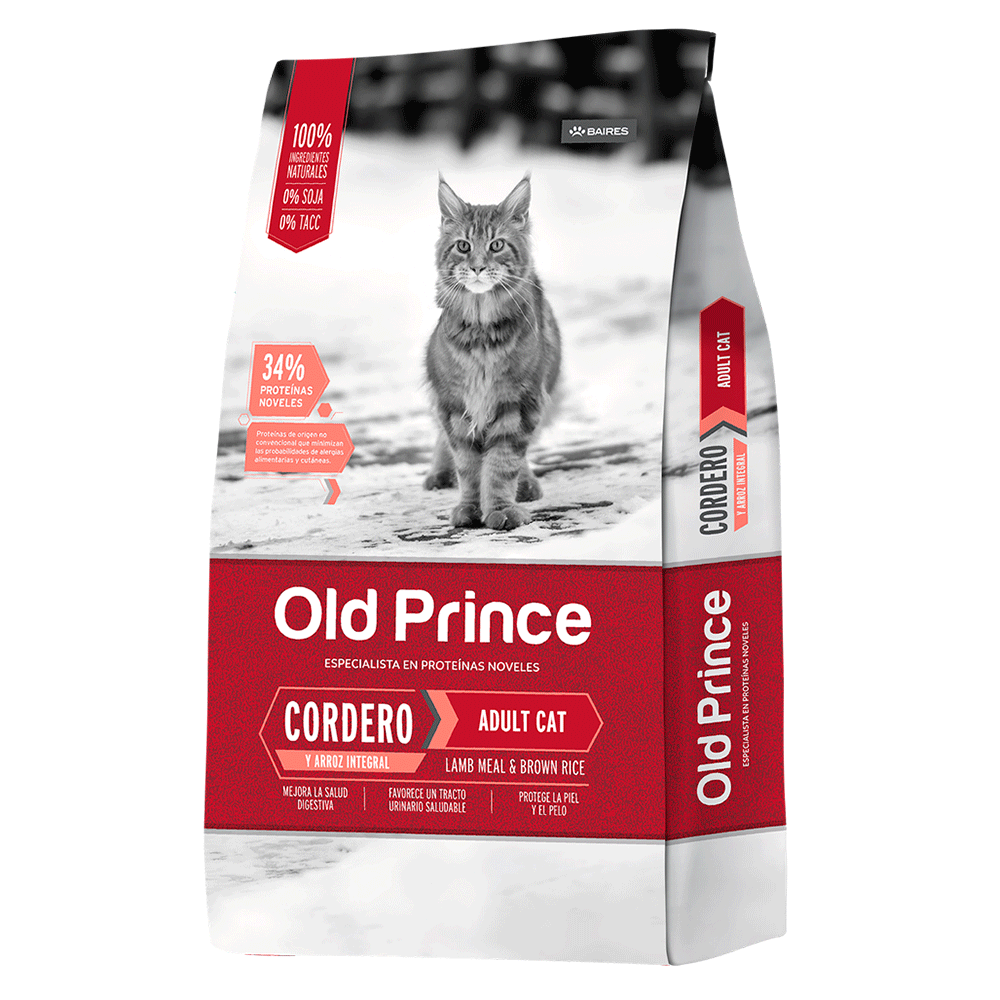 100%
INGREDIENTES
NATURALES
0% SOJA
0% TACC
BAIRES
34%
PROTEÍNAS
NOVELES
Proteínas de origen no
convencional que minimizan
las probabilidades de alergias
alimentarias y cutáneas.
Old Prince
ESPECIALISTA EN PROTEÍNAS NOVELES
CORDERO
Y ARROZ INTEGRAL
ADULT CAT
LAMB MEAL & BROWN RICE
MEJORA LA SALUD
DIGESTIVA
FAVORECE UN TRACTO
URINARIO SALUDABLE
PROTEGE LA PIEL
Y EL PELO
ADULT CAT
CORDERO
Y ARROZ INTEGRAL
Old Prince
ESPECIALISTA EN PROTEÍNAS NOVELES